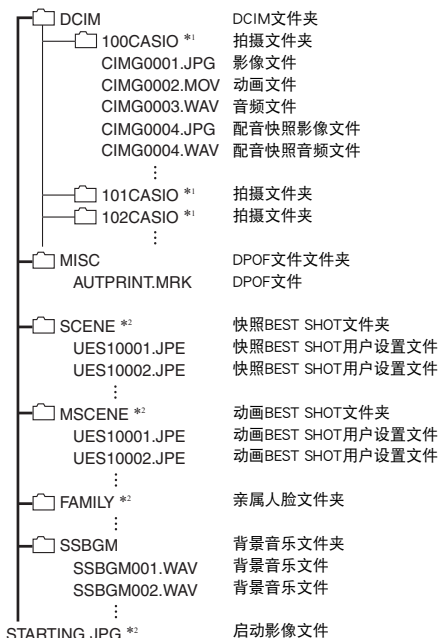 DCIM DCIM文件夹
100CASIO *1 拍摄文件夹
CIMG0001.JPG 影像文件
CIMG0002.MOV 动画文件
CIMG0003.WAV 音频文件
CIMG0004.JPG 配音快照影像文件
CIMG0004.WAV 配音快照音频文件
101CASIO *1 拍摄文件夹
102CASIO *1 拍摄文件夹
MISC DPOF文件文件夹
AUTPRINT.MRK DPOF文件
SCENE *2 快照BEST SHOT文件夹
UES10001.JPE 快照BEST SHOT用户设置文件
UES10002.JPE 快照BEST SHOT用户设置文件
MSCENE *2 动画BEST SHOT文件夹
UES10001.JPE 动画BEST SHOT用户设置文件
UES10002.JPE 动画BEST SHOT用户设置文件
FAMILY *2 亲属人脸文件夹
SSBGM 背景音乐文件夹
SSBGM001.WAV 背景音乐文件
SSBGM002.WAV 背景音乐文件
STARTING.JPG *2 启动影像文件